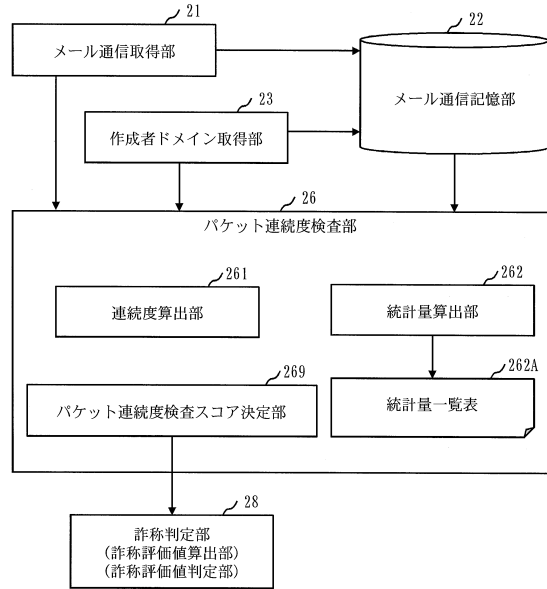 21
メール通信取得部
22
メール通信記憶部
23
作成者ドメイン取得部
26
パケット連続度検査部
261
連続度算出部
262
統計量算出部
262A
統計量一覧表
269
パケット連続度検査スコア決定部
28
詐称判定部
(詐称評価値算出部)
(詐称評価値判定部)